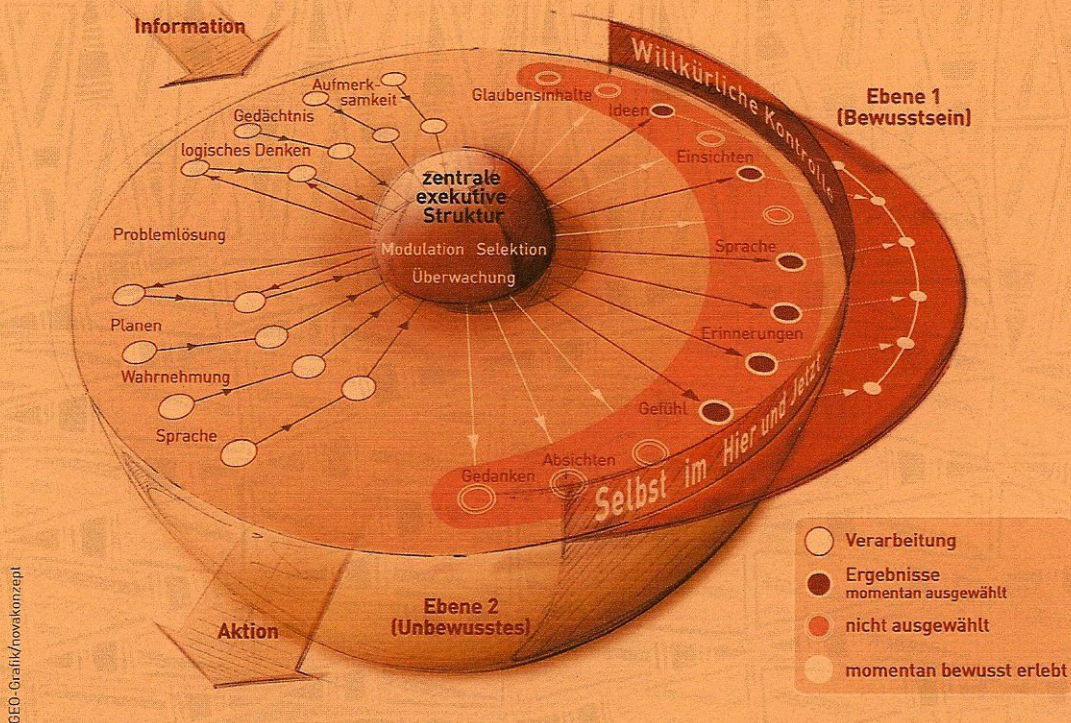 Information
Willkürliche Kontrolle
Ebene 1
(Bewusstsein)
Aufmerk-
samkeit
Glaubensinhalte
Ideen
Gedächtnis
logisches Denken
Einsichten
zentrale
exekutive
Struktur
Modulation Selektion
Überwachung
Problemlösung
Sprache
Planen
Erinnerungen
Wahrnehmung
Gefühl
Sprache
Absichten
Gedanken
Selbst im Hier und Jetzt
Ebene 2
(Unbewusstes)
Aktion
Verarbeitung
Ergebnisse
momentan ausgewählt
nicht ausgewählt
momentan bewusst erlebt
GEO-Grafik/novakonzept